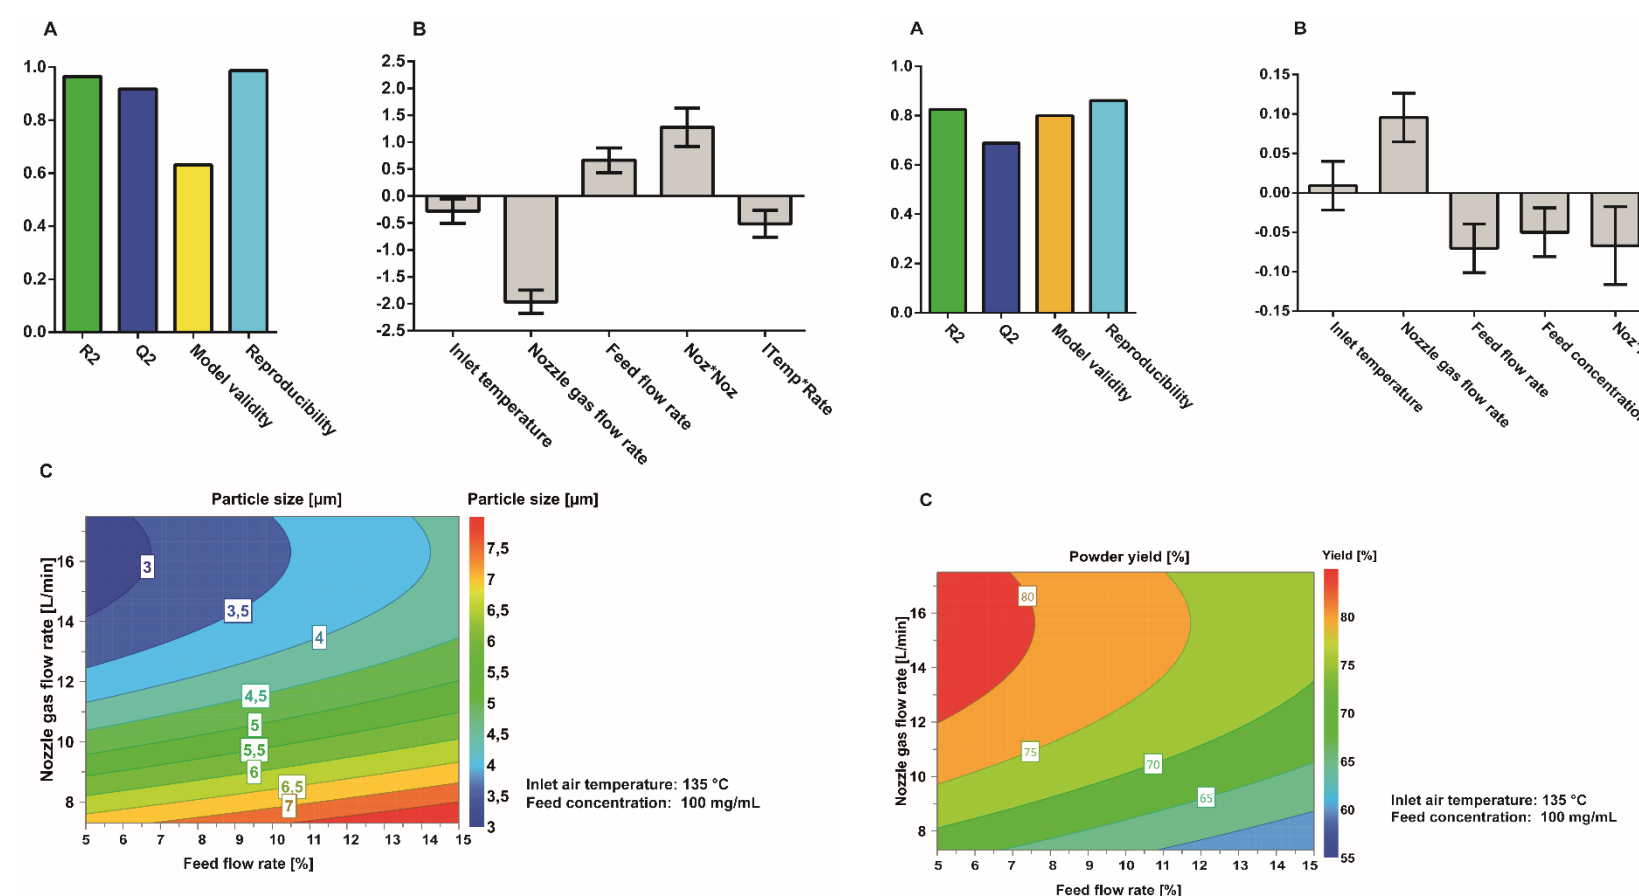 A
1.0
0.8
0.6
0.4
0.2
0.0
R2
Q2
Model validity
Reproducibility
B
2.5
2.0
1.5
1.0
0.5
0.0
-0.5
-1.0
-1.5
-2.0
-2.5
Inlet temperature
Nozzle gas flow rate
Feed flow rate
Noz*Noz
ITemp*Rate
C
Particle size [µm]
Nozzle gas flow rate [L/min]
16
14
12
10
8
3
3,5
4
4,5
5
5,5
6
6,5
7
5 6 7 8 9 10 11 12 13 14 15
Feed flow rate [%]
Particle size [µm]
7,5
7
6,5
6
5,5
5
4,5
4
3,5
3
Inlet air temperature: 135 °C
Feed concentration: 100 mg/mL
A
1.0
0.8
0.6
0.4
0.2
0.0
R2
Q2
Model validity
Reproducibility
B
0.15
0.10
0.05
0.00
-0.05
-0.10
-0.15
Inlet temperature
Nozzle gas flow rate
Feed flow rate
Feed concentration
C
Powder yield [%]
Nozzle gas flow rate [L/min]
16
14
12
10
8
80
75
70
65
5 6 7 8 9 10 11 12 13 14 15
Feed flow rate [%]
Yield [%]
80
75
70
65
60
55
Inlet air temperature: 135 °C
Feed concentration: 100 mg/mL